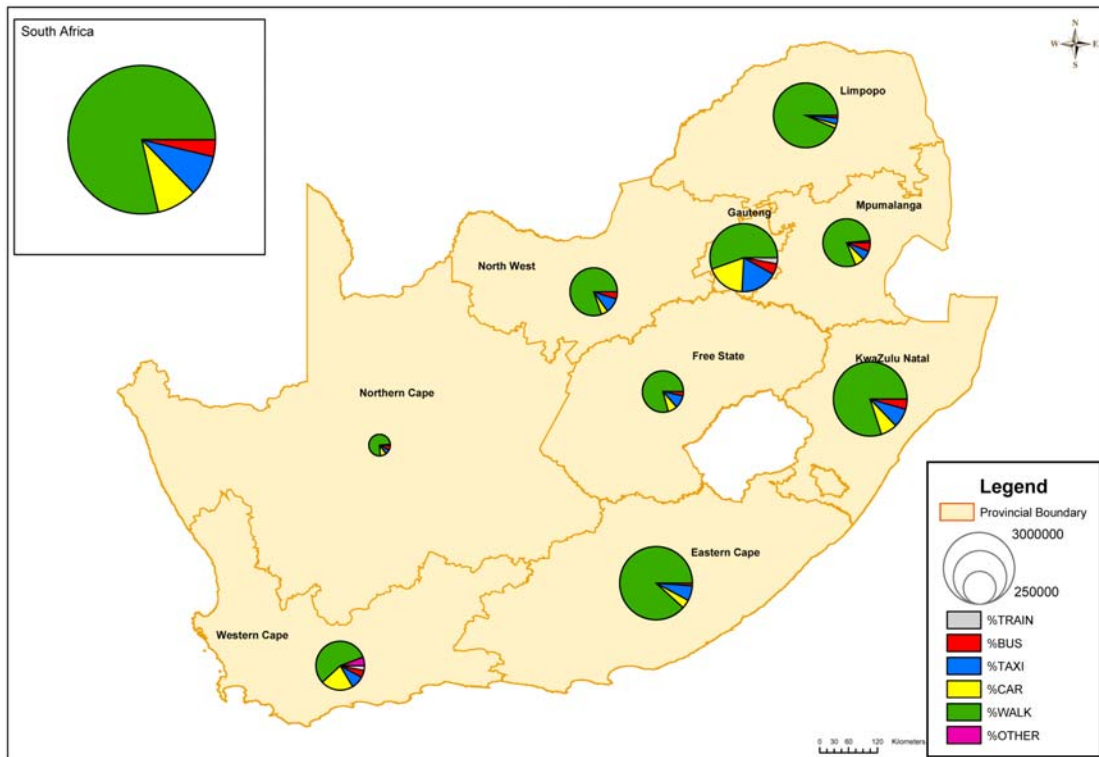 South Africa
N
W E
S
Limpopo
Mpumalanga
Gauteng
North West
Free State
KwaZulu Natal
Northern Cape
Eastern Cape
Western Cape
Legend
Provincial Boundary
3000000
250000
%TRAIN
%BUS
%TAXI
%CAR
%WALK
%OTHER
0 30 60 120 Kilometers